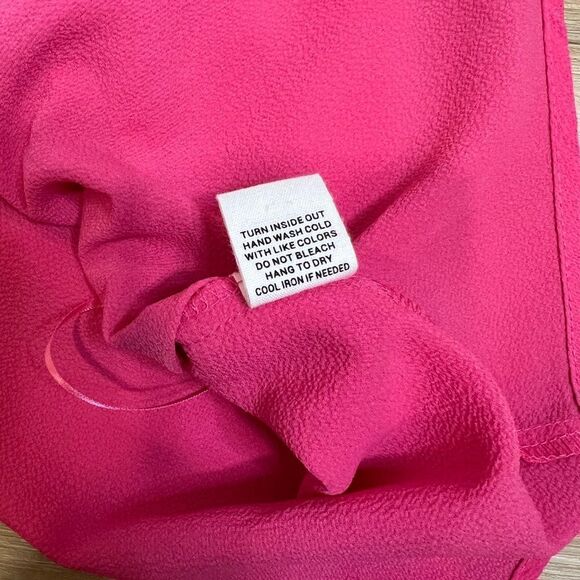 TURN INSIDE OUT
HAND WASH COLD
WITH LIKE COLORS
DO NOT BLEACH
HANG TO DRY
COOL IRON IF NEEDED